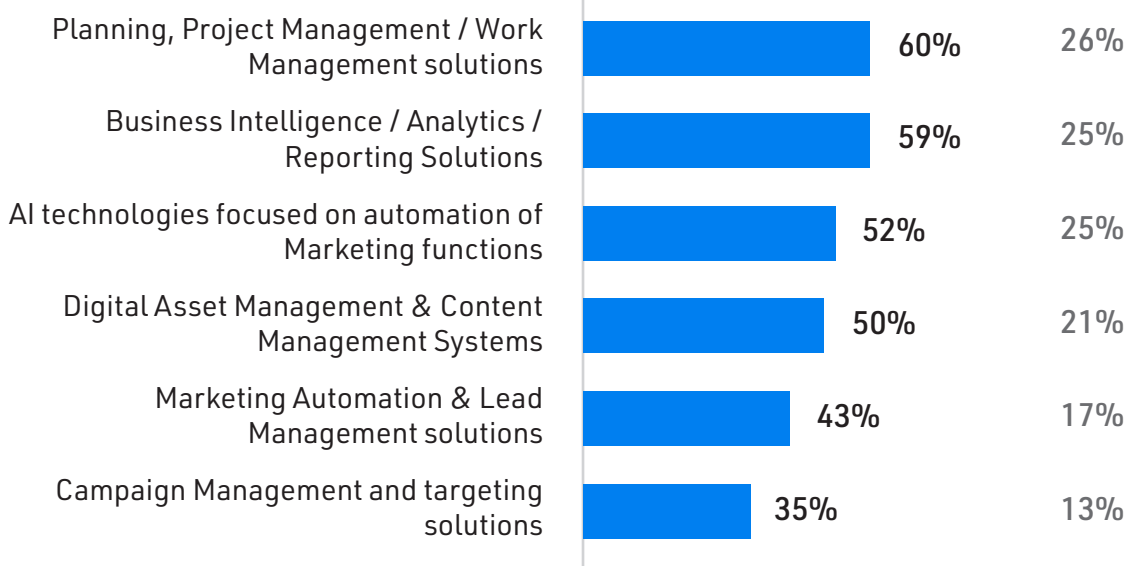 Planning, Project Management / Work
Management solutions
60%
26%
Business Intelligence / Analytics /
Reporting Solutions
59%
25%
AI technologies focused on automation of
Marketing functions
52%
25%
Digital Asset Management & Content
Management Systems
50%
21%
Marketing Automation & Lead
Management solutions
43%
17%
Campaign Management and targeting
solutions
35%
13%